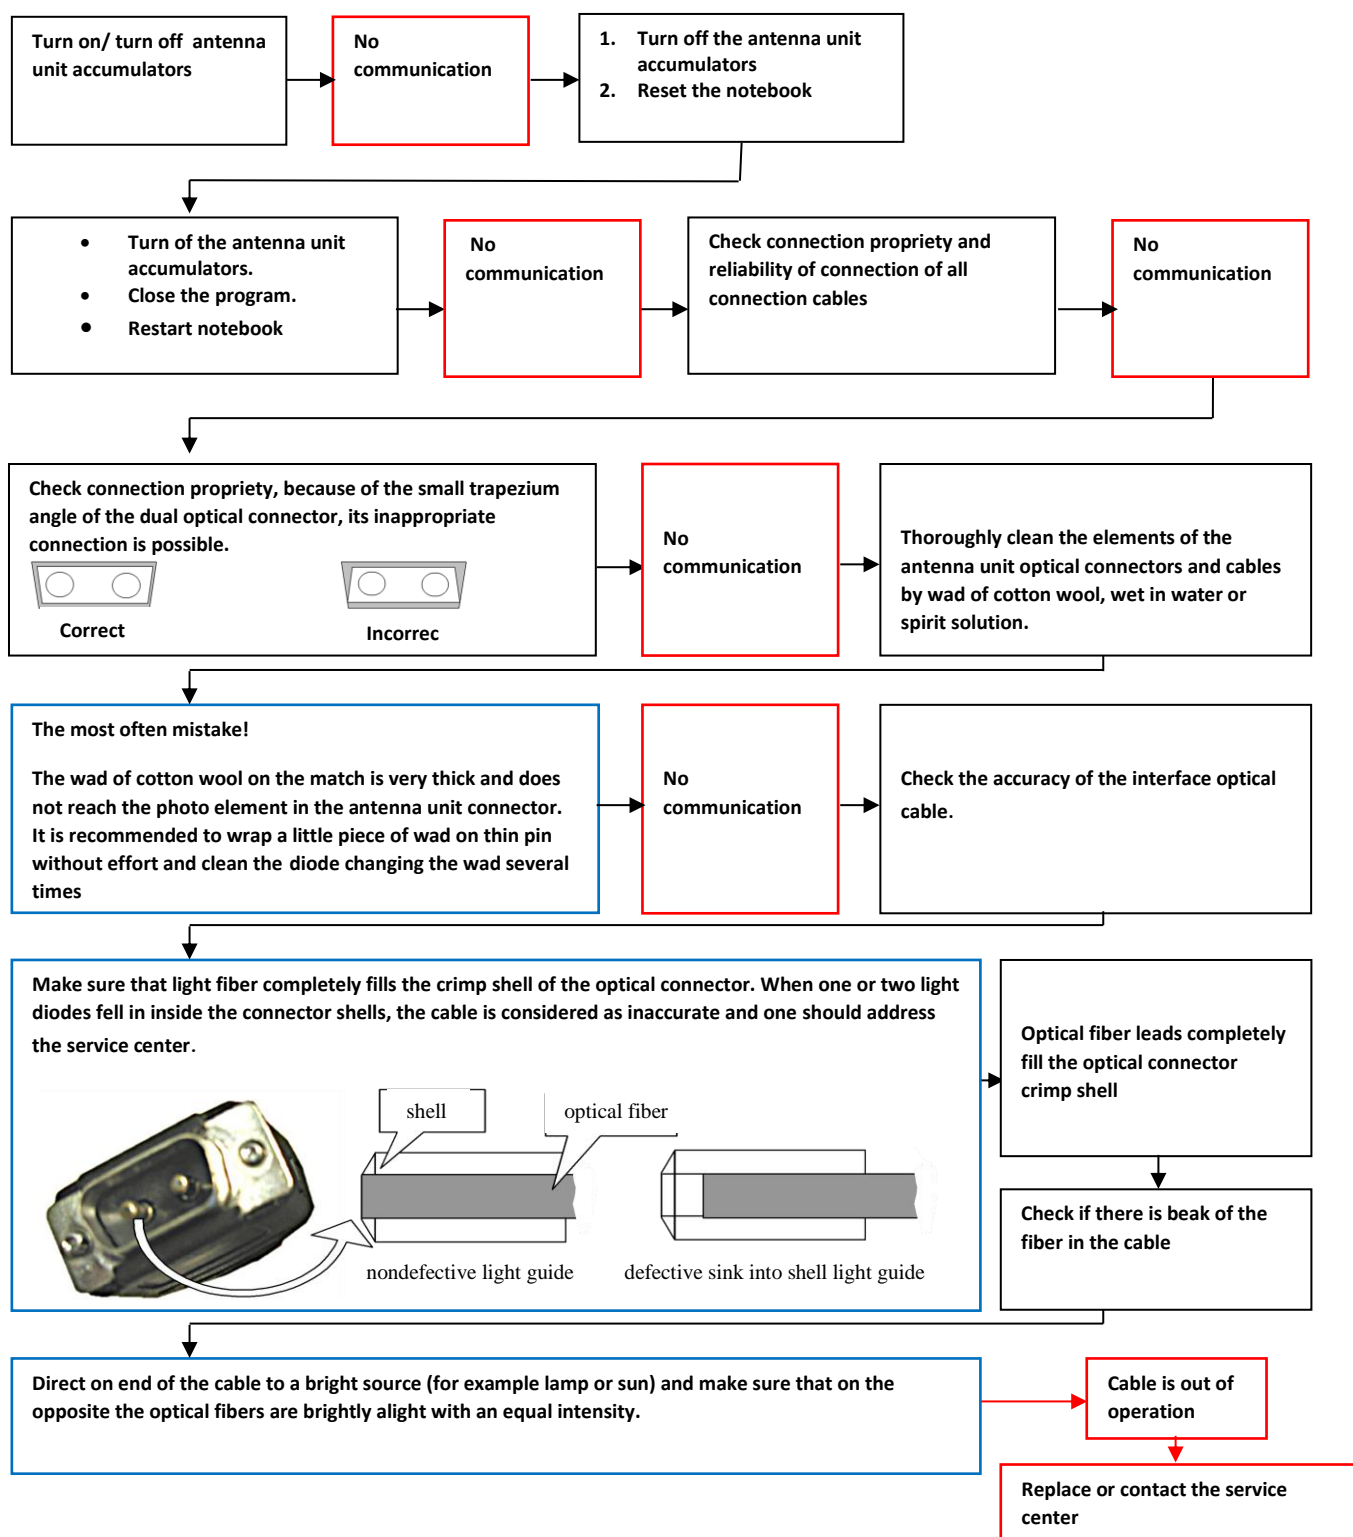 Turn on/ turn off antenna
unit accumulators
No
communication
1. Turn off the antenna unit
accumulators
2. Reset the notebook
• Turn of the antenna unit
accumulators.
• Close the program.
• Restart notebook
No
communication
Check connection propriety and
reliability of connection of all
connection cables
No
communication
Check connection propriety, because of the small trapezium
angle of the dual optical connector, its inappropriate
connection is possible.
Correct
Incorrec
No
communication
Thoroughly clean the elements of the
antenna unit optical connectors and cables
by wad of cotton wool, wet in water or
spirit solution.
The most often mistake!
The wad of cotton wool on the match is very thick and does
not reach the photo element in the antenna unit connector.
It is recommended to wrap a little piece of wad on thin pin
without effort and clean the diode changing the wad several
times
No
communication
Check the accuracy of the interface optical
cable.
Make sure that light fiber completely fills the crimp shell of the optical connector. When one or two light
diodes fell in inside the connector shells, the cable is considered as inaccurate and one should address
the service center.
shell
optical fiber
nondefective light guide
defective sink into shell light guide
Optical fiber leads completely
fill the optical connector
crimp shell
Check if there is beak of the
fiber in the cable
Direct on end of the cable to a bright source (for example lamp or sun) and make sure that on the
opposite the optical fibers are brightly alight with an equal intensity.
Cable is out of
operation
Replace or contact the service
center